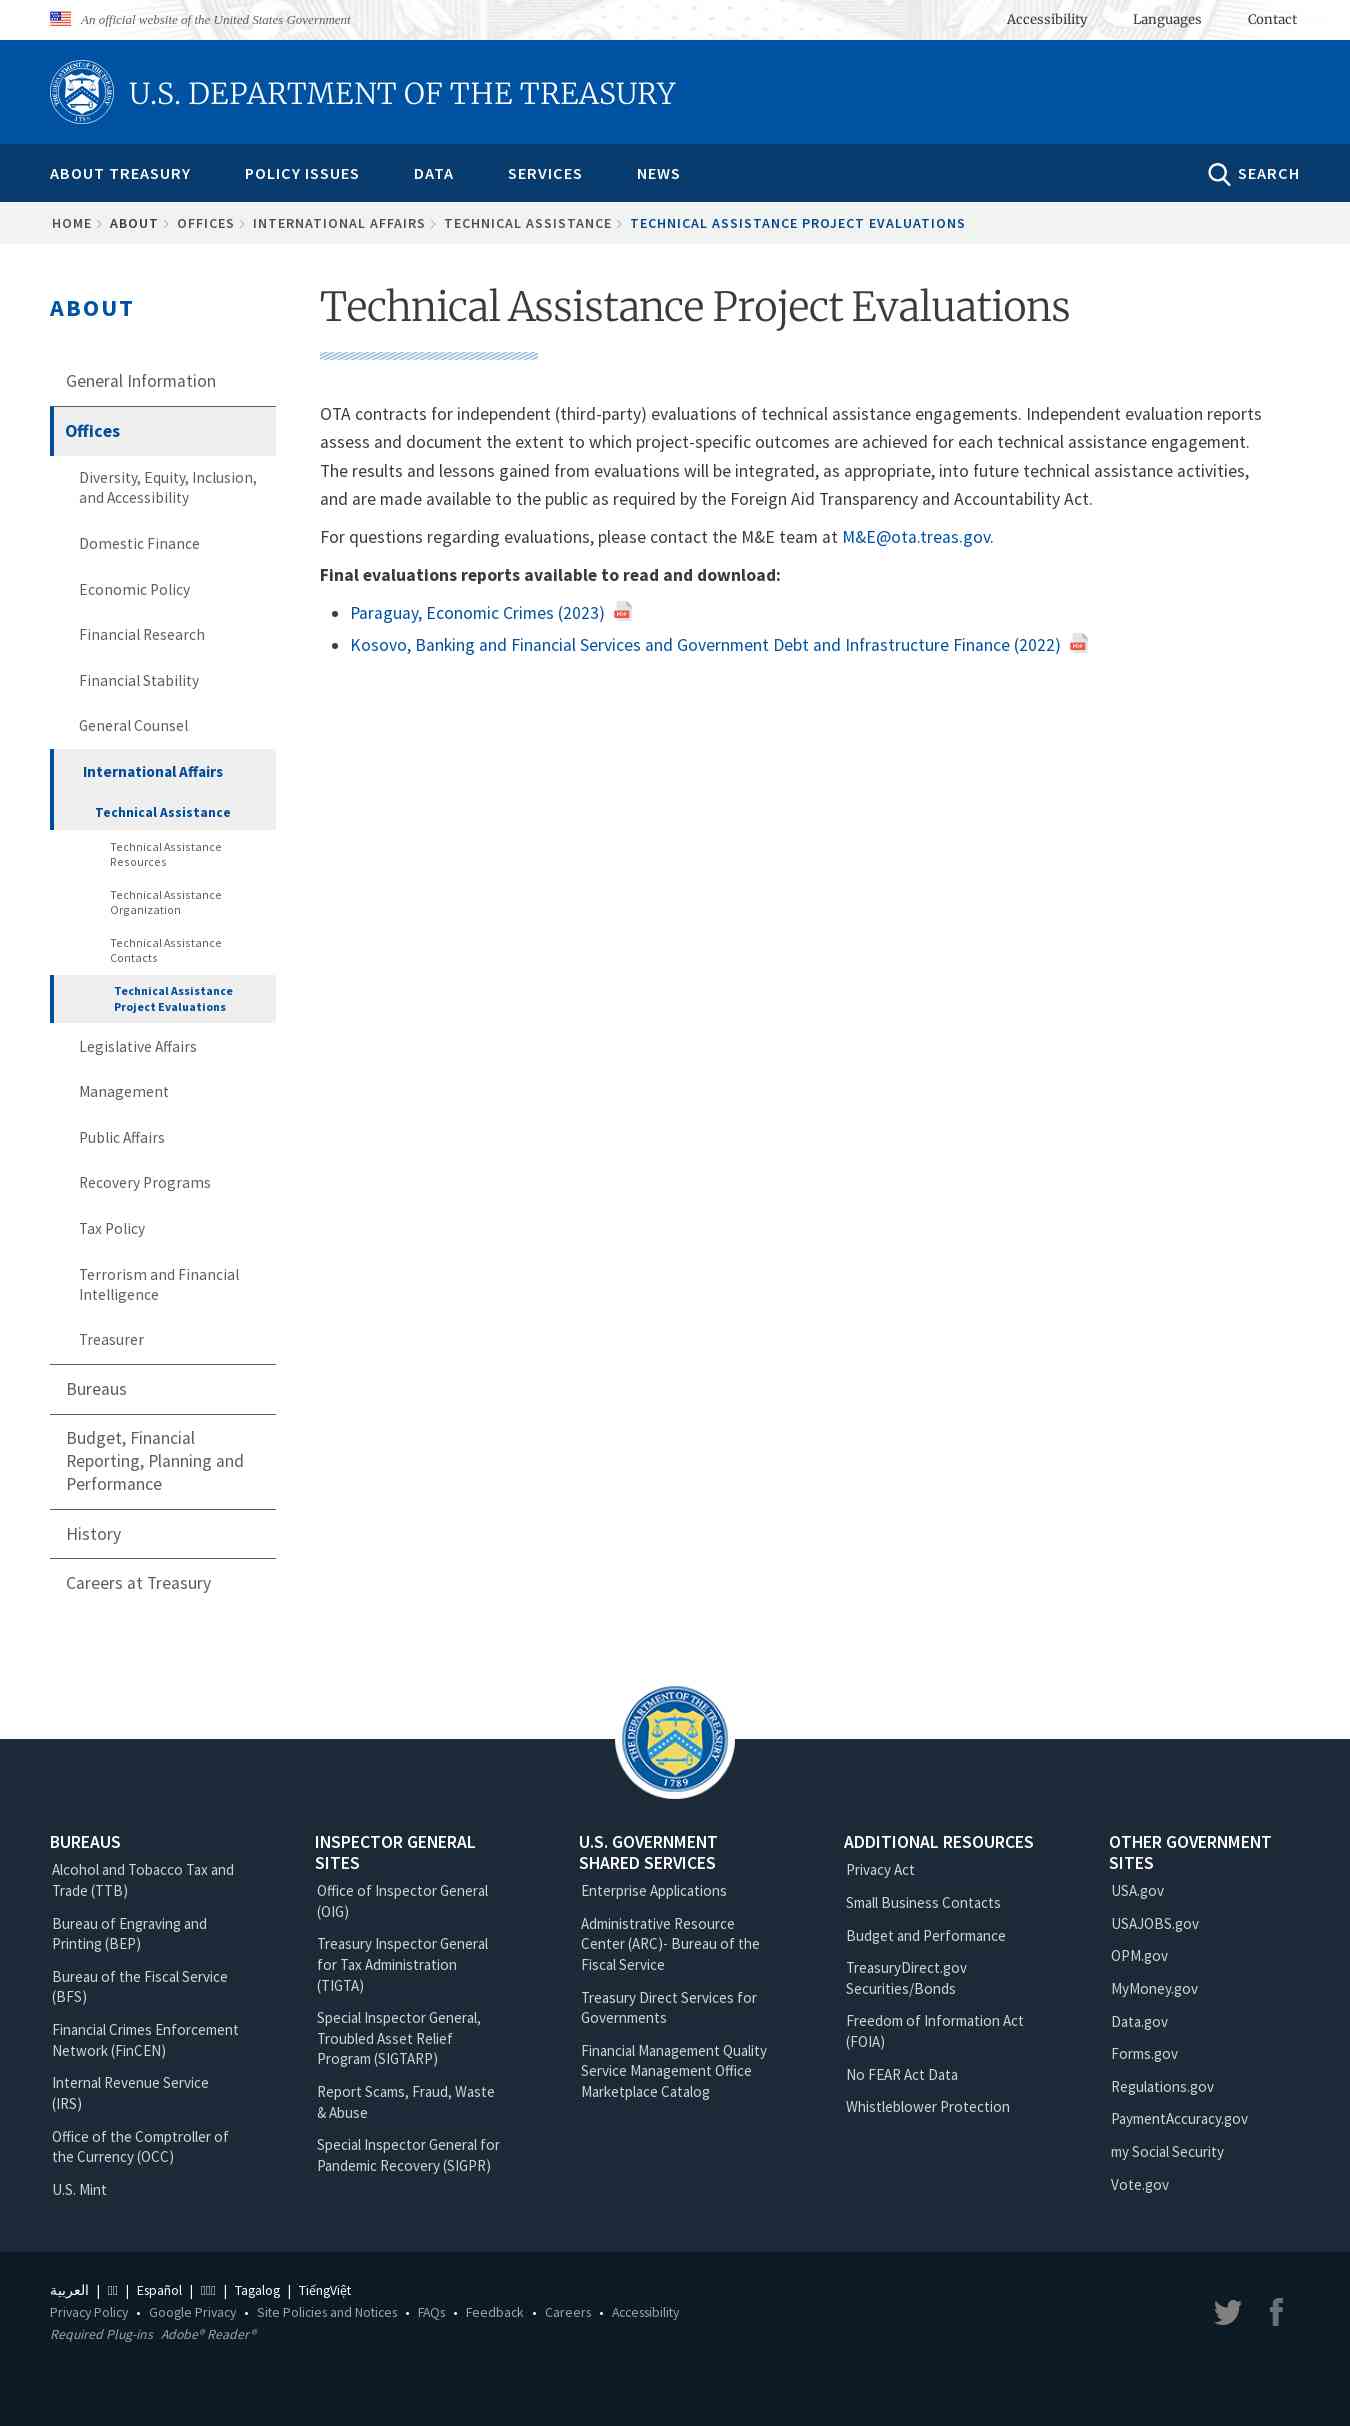 An official website of the United States Government
Accessibility Languages Contact
U.S. DEPARTMENT OF THE TREASURY
ABOUT TREASURY POLICY ISSUES DATA SERVICES NEWS SEARCH
HOME ABOUT OFFICES INTERNATIONAL AFFAIRS TECHNICAL ASSISTANCE TECHNICAL ASSISTANCE PROJECT EVALUATIONS
ABOUT
General Information
Offices
Diversity, Equity, Inclusion,
and Accessibility
Domestic Finance
Economic Policy
Financial Research
Financial Stability
General Counsel
International Affairs
Technical Assistance
Technical Assistance
Resources
Technical Assistance
Organization
Technical Assistance
Contacts
Technical Assistance
Project Evaluations
Legislative Affairs
Management
Public Affairs
Recovery Programs
Tax Policy
Terrorism and Financial
Intelligence
Treasurer
Bureaus
Budget, Financial
Reporting, Planning and
Performance
History
Careers at Treasury
Technical Assistance Project Evaluations
OTA contracts for independent (third-party) evaluations of technical assistance engagements. Independent evaluation reports
assess and document the extent to which project-specific outcomes are achieved for each technical assistance engagement.
The results and lessons gained from evaluations will be integrated, as appropriate, into future technical assistance activities,
and are made available to the public as required by the Foreign Aid Transparency and Accountability Act.
For questions regarding evaluations, please contact the M&E team at M&E@ota.treas.gov.
Final evaluations reports available to read and download:
• Paraguay, Economic Crimes (2023) PDF
• Kosovo, Banking and Financial Services and Government Debt and Infrastructure Finance (2022) PDF
THE DEPARTMENT OF THE TREASURY
1789
BUREAUS
Alcohol and Tobacco Tax and
Trade (TTB)
Bureau of Engraving and
Printing (BEP)
Bureau of the Fiscal Service
(BFS)
Financial Crimes Enforcement
Network (FinCEN)
Internal Revenue Service
(IRS)
Office of the Comptroller of
the Currency (OCC)
U.S. Mint
INSPECTOR GENERAL
SITES
Office of Inspector General
(OIG)
Treasury Inspector General
for Tax Administration
(TIGTA)
Special Inspector General,
Troubled Asset Relief
Program (SIGTARP)
Report Scams, Fraud, Waste
& Abuse
Special Inspector General for
Pandemic Recovery (SIGPR)
U.S. GOVERNMENT
SHARED SERVICES
Enterprise Applications
Administrative Resource
Center (ARC)- Bureau of the
Fiscal Service
Treasury Direct Services for
Governments
Financial Management Quality
Service Management Office
Marketplace Catalog
ADDITIONAL RESOURCES
Privacy Act
Small Business Contacts
Budget and Performance
TreasuryDirect.gov
Securities/Bonds
Freedom of Information Act
(FOIA)
No FEAR Act Data
Whistleblower Protection
OTHER GOVERNMENT
SITES
USA.gov
USAJOBS.gov
OPM.gov
MyMoney.gov
Data.gov
Forms.gov
Regulations.gov
PaymentAccuracy.gov
my Social Security
Vote.gov
العربية | | Español | | Tagalog | TiếngViệt
Privacy Policy • Google Privacy • Site Policies and Notices • FAQs • Feedback • Careers • Accessibility
Required Plug-ins Adobe® Reader®